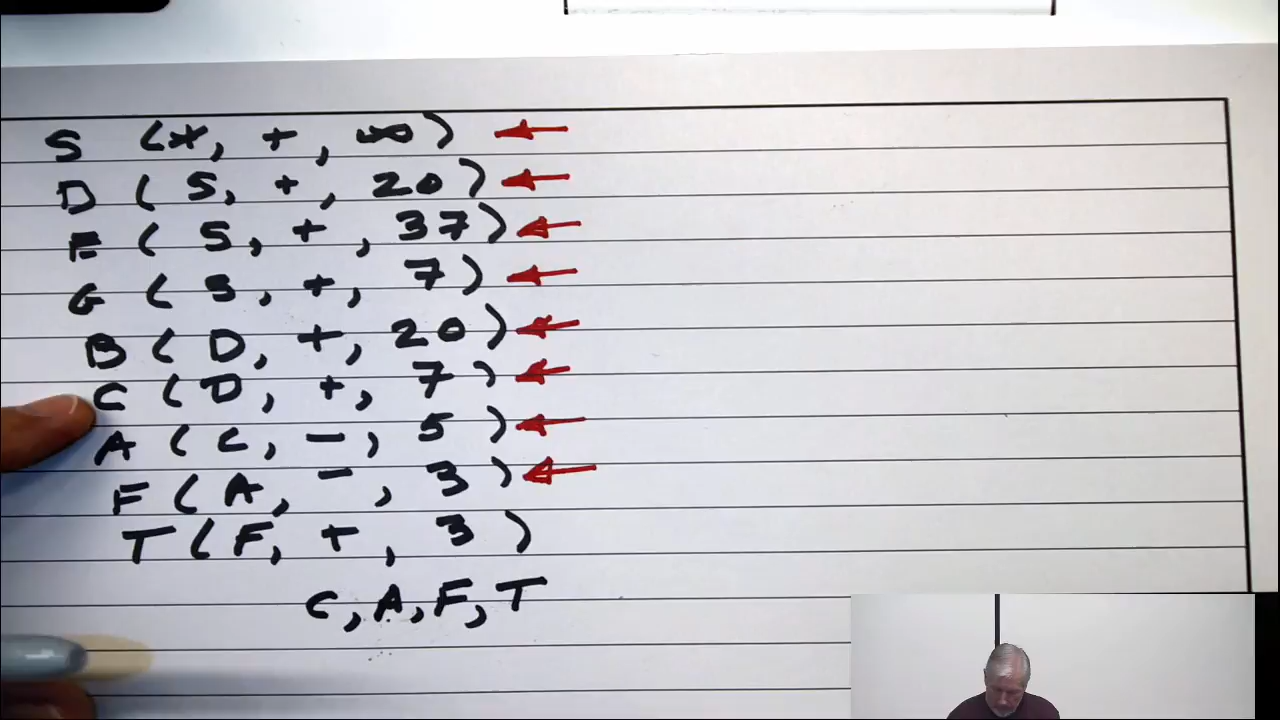 S (*, +, ∞)
D (S, +, 20)
E (S, +, 37)
G (S, +, 7)
B (D, +, 20)
C (D, +, 7)
A (C, -, 5)
F (A, -, 3)
T (F, +, 3)
C, A, F, T